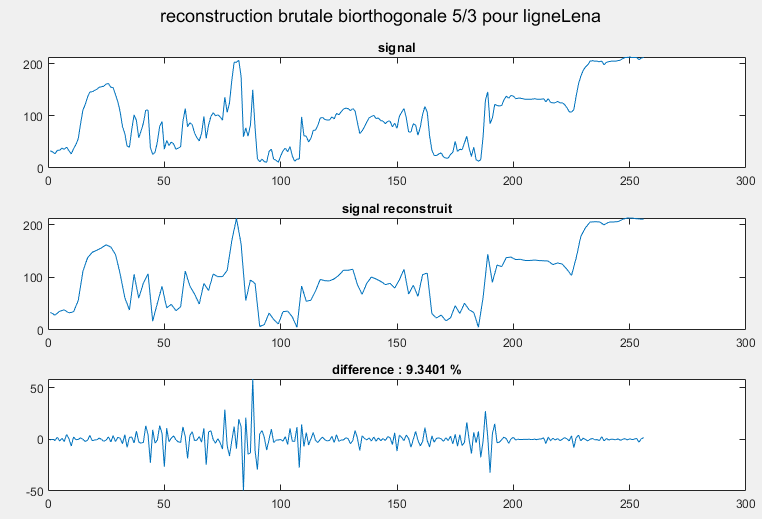 reconstruction brutale biorthogonale 5/3 pour ligneLena
signal
200
100
0
0 50 100 150 200 250 300
signal reconstruit
200
100
0
0 50 100 150 200 250 300
difference : 9.3401 %
50
0
-50
0 50 100 150 200 250 300